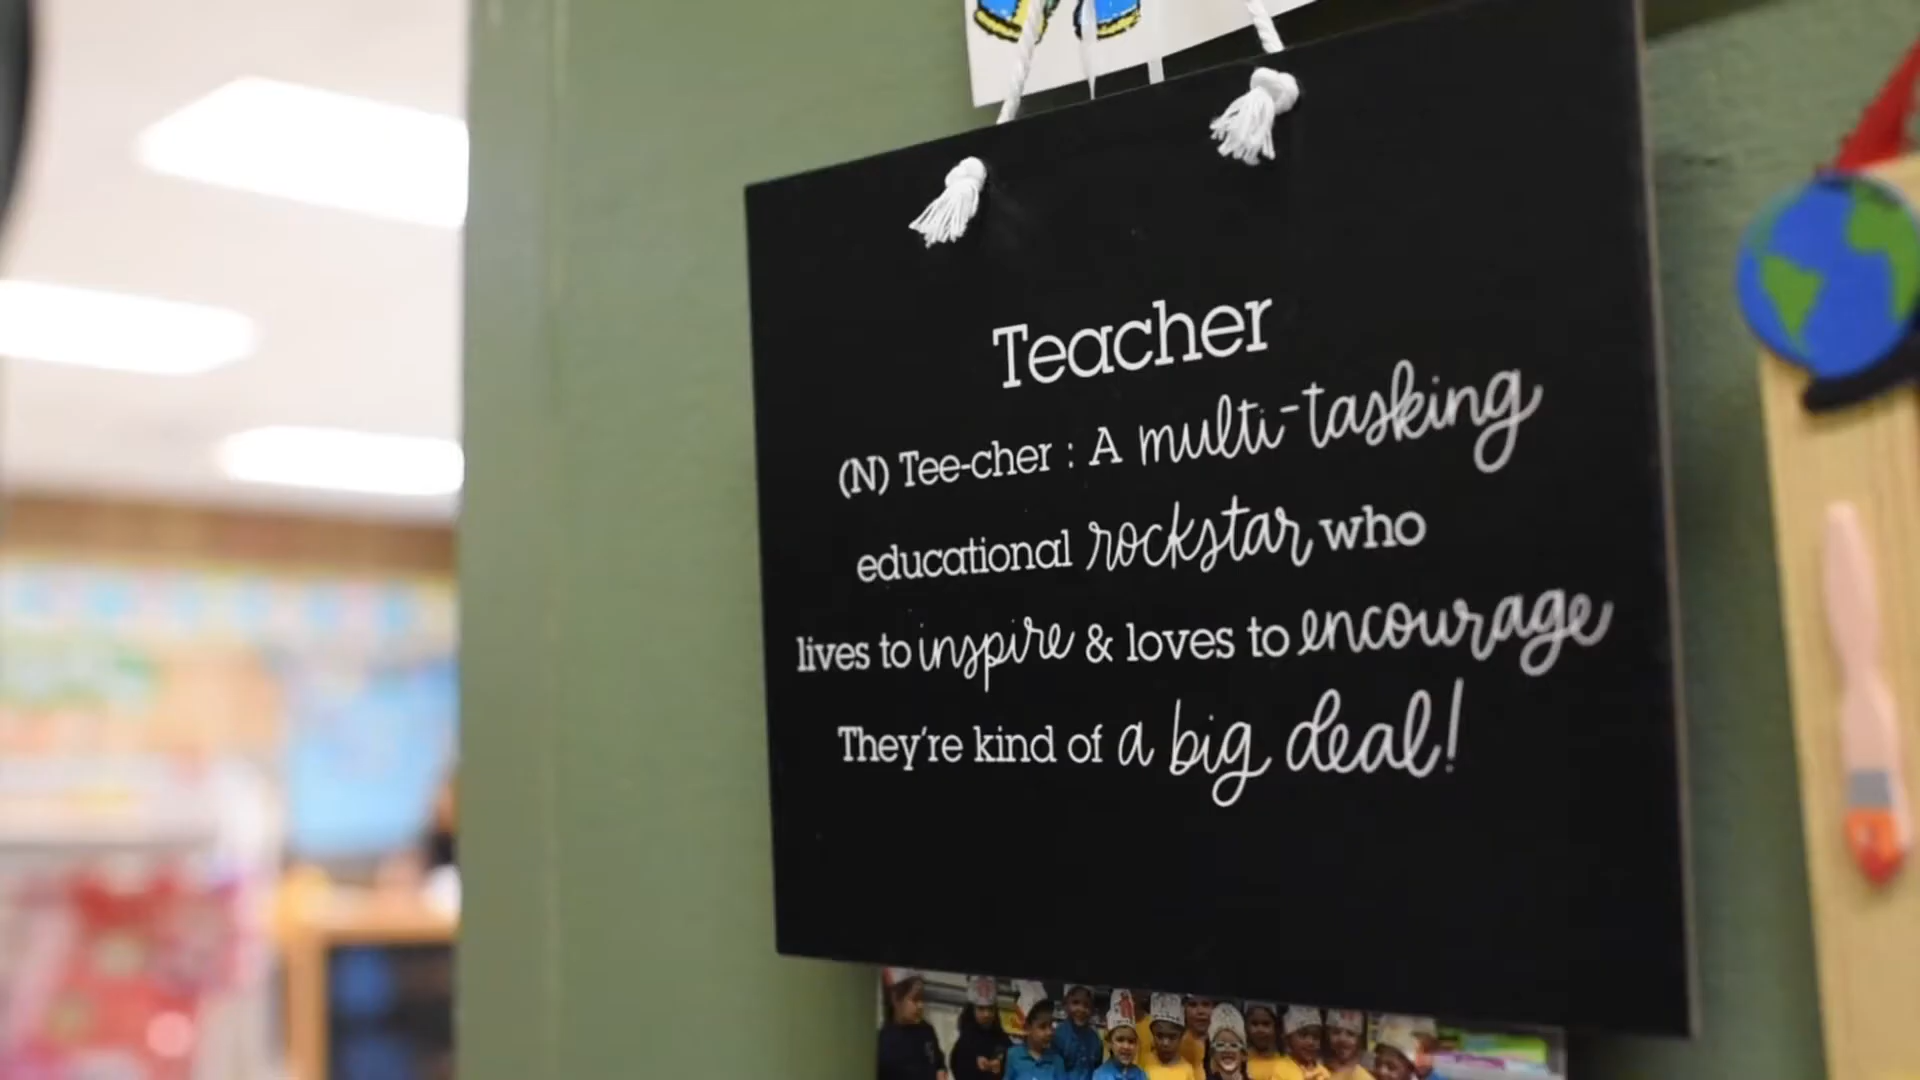 Teacher
(N) Tee-cher : A multi-tasking
educational rockstar who
lives to inspire & loves to encourage
They're kind of a big deal!